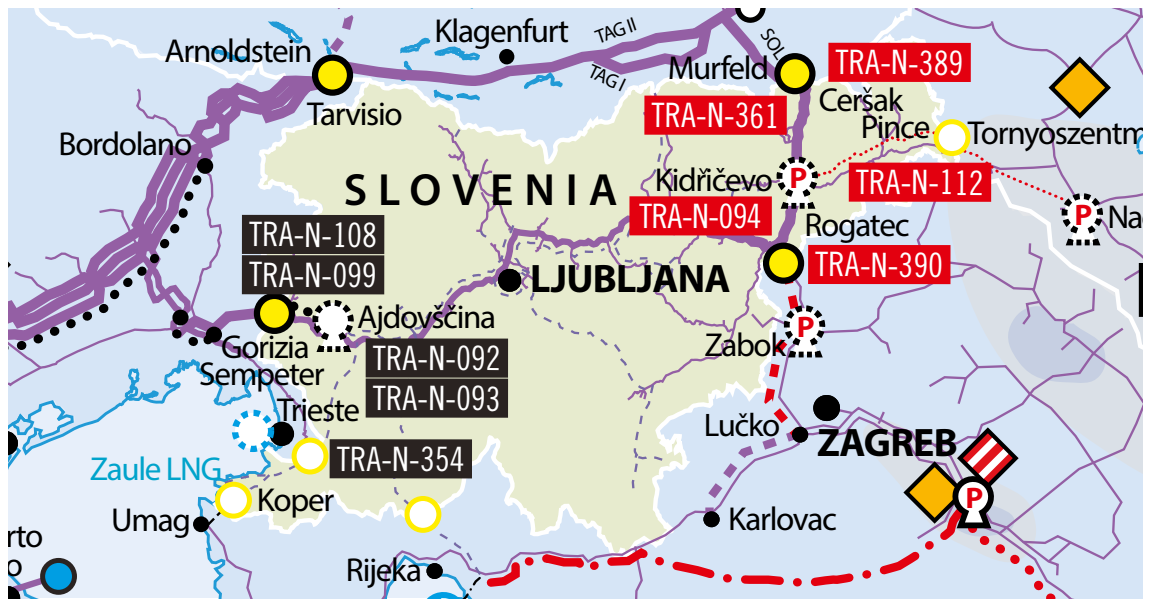 Klagenfurt
TAG II
SOL
Arnoldstein
TAG I
Murfeld
TRA-N-389
Tarvisio
Ceršak
TRA-N-361
Pince
Tornyoszentm
Bordolano
SLOVENIA
Kidričevo
TRA-N-112
TRA-N-094
Rogatec
Na
TRA-N-108
TRA-N-099
TRA-N-390
LJUBLJANA
Ajdovščina
Gorizia
Zabok
TRA-N-092
Sempeter
TRA-N-093
Trieste
Lučko
ZAGREB
TRA-N-354
Zaule LNG
Koper
Umag
Karlovac
rto
o
Rijeka
P
P
P
P